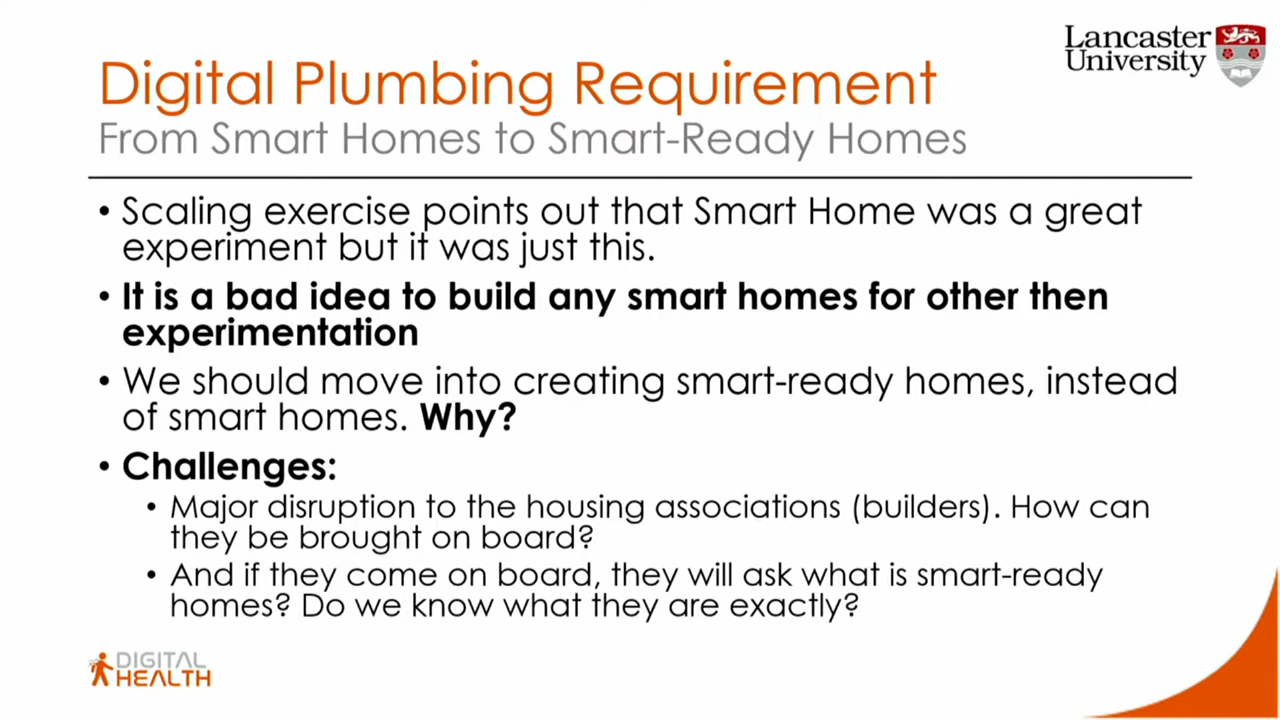 Lancaster
University
Digital Plumbing Requirement
From Smart Homes to Smart-Ready Homes
• Scaling exercise points out that Smart Home was a great
experiment but it was just this.
• It is a bad idea to build any smart homes for other then
experimentation
• We should move into creating smart-ready homes, instead
of smart homes. Why?
• Challenges:
• Major disruption to the housing associations (builders). How can
they be brought on board?
• And if they come on board, they will ask what is smart-ready
homes? Do we know what they are exactly?
DIGITAL
HEALTH